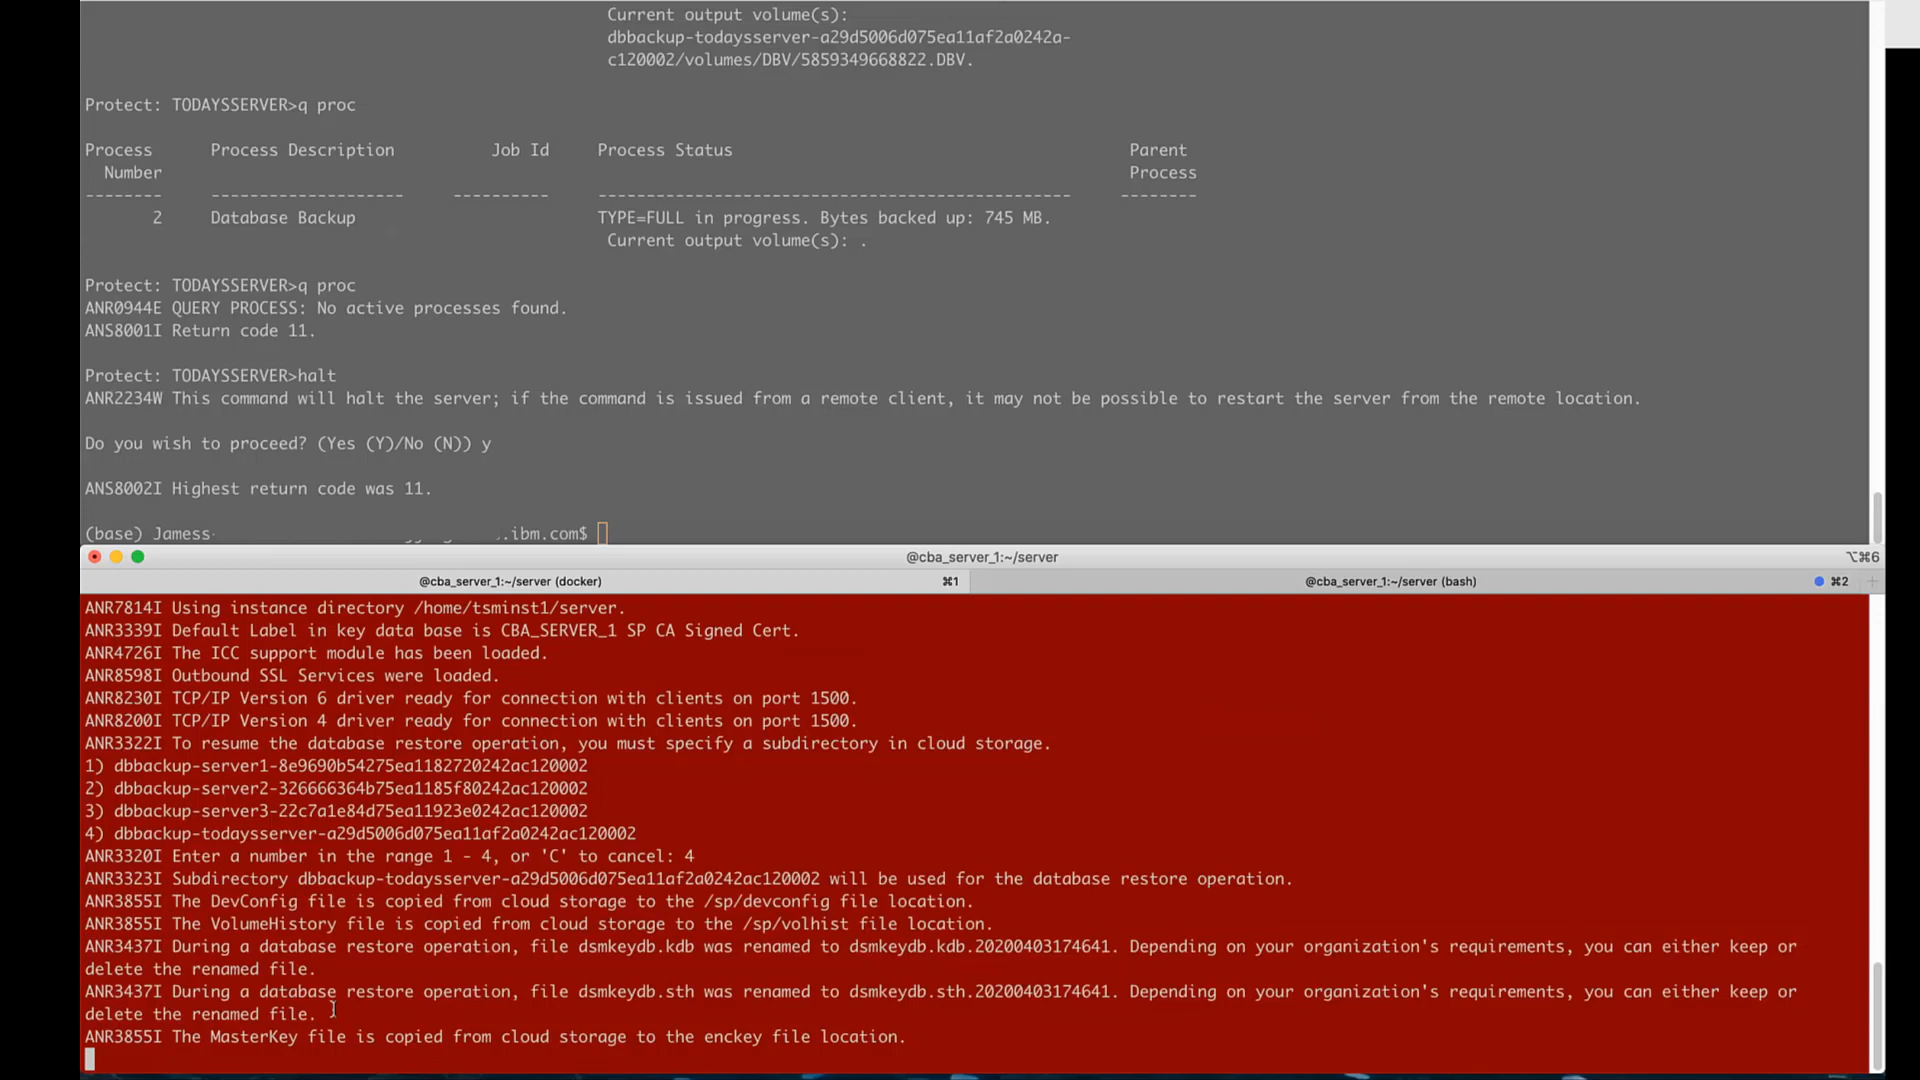 Current output volume(s):
dbbackup-todaysserver-a29d5006d075ea11af2a0242a-
c120002/volumes/DBV/5859349668822.DBV.
Protect: TODAYSSERVER>q proc
Process Process Description Job Id Process Status Parent
Number Process
-------- -------------------- ---------- ------------------------------------------------- --------
2 Database Backup TYPE=FULL in progress. Bytes backed up: 745 MB.
Current output volume(s): .
Protect: TODAYSSERVER>q proc
ANR0944E QUERY PROCESS: No active processes found.
ANS8001I Return code 11.
Protect: TODAYSSERVER>halt
ANR2234W This command will halt the server; if the command is issued from a remote client, it may not be possible to restart the server from the remote location.
Do you wish to proceed? (Yes (Y)/No (N)) y
ANS8002I Highest return code was 11.
(base) Jamess .ibm.com$
@cba_server_1:~/server ⌥⌘6
@cba_server_1:~/server (docker) ⌘1 @cba_server_1:~/server (bash) ⌘2 +
ANR7814I Using instance directory /home/tsminst1/server.
ANR3339I Default Label in key data base is CBA_SERVER_1 SP CA Signed Cert.
ANR4726I The ICC support module has been loaded.
ANR8598I Outbound SSL Services were loaded.
ANR8230I TCP/IP Version 6 driver ready for connection with clients on port 1500.
ANR8200I TCP/IP Version 4 driver ready for connection with clients on port 1500.
ANR3322I To resume the database restore operation, you must specify a subdirectory in cloud storage.
1) dbbackup-server1-8e9690b54275ea1182720242ac120002
2) dbbackup-server2-326666364b75ea1185f80242ac120002
3) dbbackup-server3-22c7a1e84d75ea11923e0242ac120002
4) dbbackup-todaysserver-a29d5006d075ea11af2a0242ac120002
ANR3320I Enter a number in the range 1 - 4, or 'C' to cancel: 4
ANR3323I Subdirectory dbbackup-todaysserver-a29d5006d075ea11af2a0242ac120002 will be used for the database restore operation.
ANR3855I The DevConfig file is copied from cloud storage to the /sp/devconfig file location.
ANR3855I The VolumeHistory file is copied from cloud storage to the /sp/volhist file location.
ANR3437I During a database restore operation, file dsmkeydb.kdb was renamed to dsmkeydb.kdb.20200403174641. Depending on your organization's requirements, you can either keep or
delete the renamed file.
ANR3437I During a database restore operation, file dsmkeydb.sth was renamed to dsmkeydb.sth.20200403174641. Depending on your organization's requirements, you can either keep or
delete the renamed file.
ANR3855I The MasterKey file is copied from cloud storage to the enckey file location.